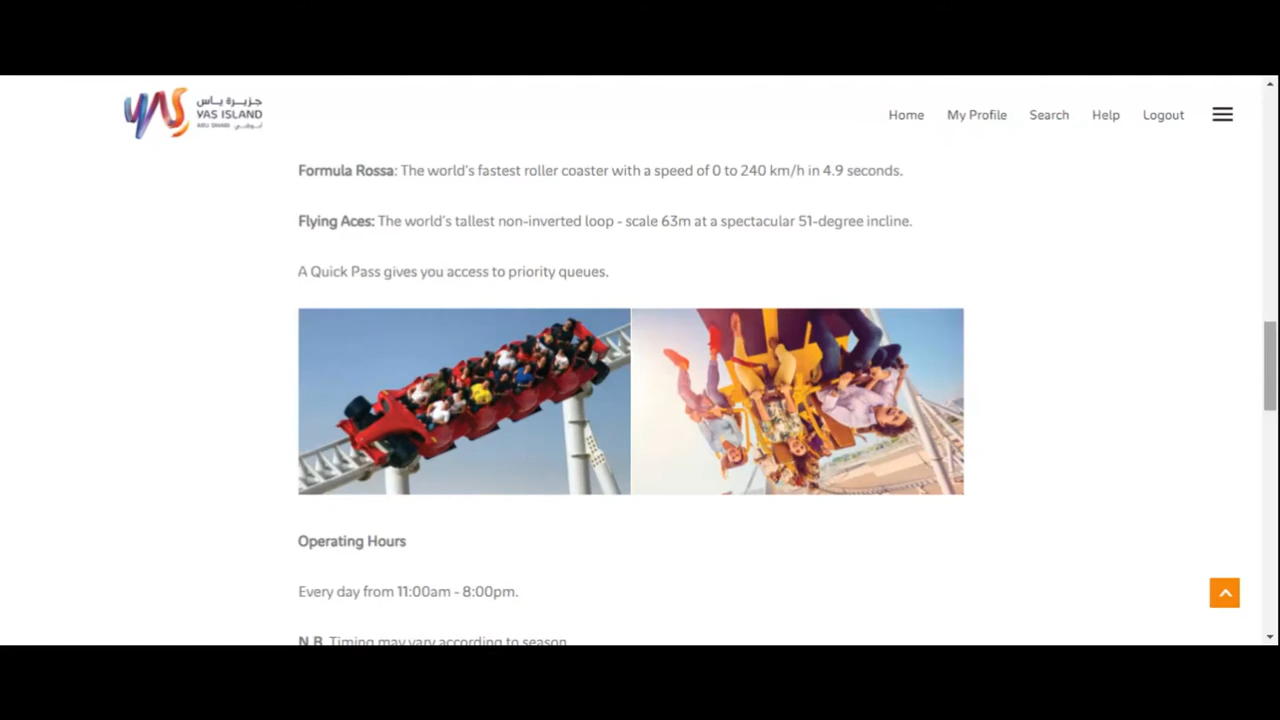 جزيرة ياس
YAS ISLAND
ABU DHABI أبوظبي
Home My Profile Search Help Logout
Formula Rossa: The world's fastest roller coaster with a speed of 0 to 240 km/h in 4.9 seconds.
Flying Aces: The world's tallest non-inverted loop - scale 63m at a spectacular 51-degree incline.
A Quick Pass gives you access to priority queues.
Operating Hours
Every day from 11:00am - 8:00pm.
N.B. Timing may vary according to season